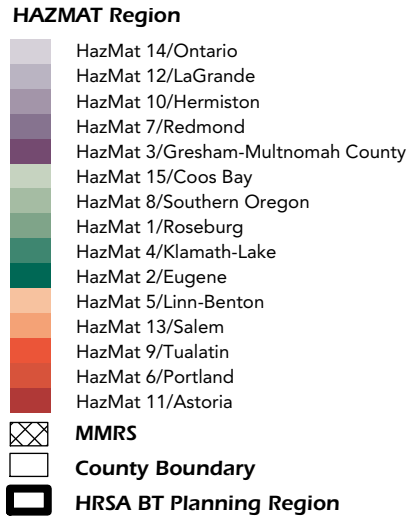 HAZMAT Region
HazMat 14/Ontario
HazMat 12/LaGrande
HazMat 10/Hermiston
HazMat 7/Redmond
HazMat 3/Gresham-Multnomah County
HazMat 15/Coos Bay
HazMat 8/Southern Oregon
HazMat 1/Roseburg
HazMat 4/Klamath-Lake
HazMat 2/Eugene
HazMat 5/Linn-Benton
HazMat 13/Salem
HazMat 9/Tualatin
HazMat 6/Portland
HazMat 11/Astoria
MMRS
County Boundary
HRSA BT Planning Region